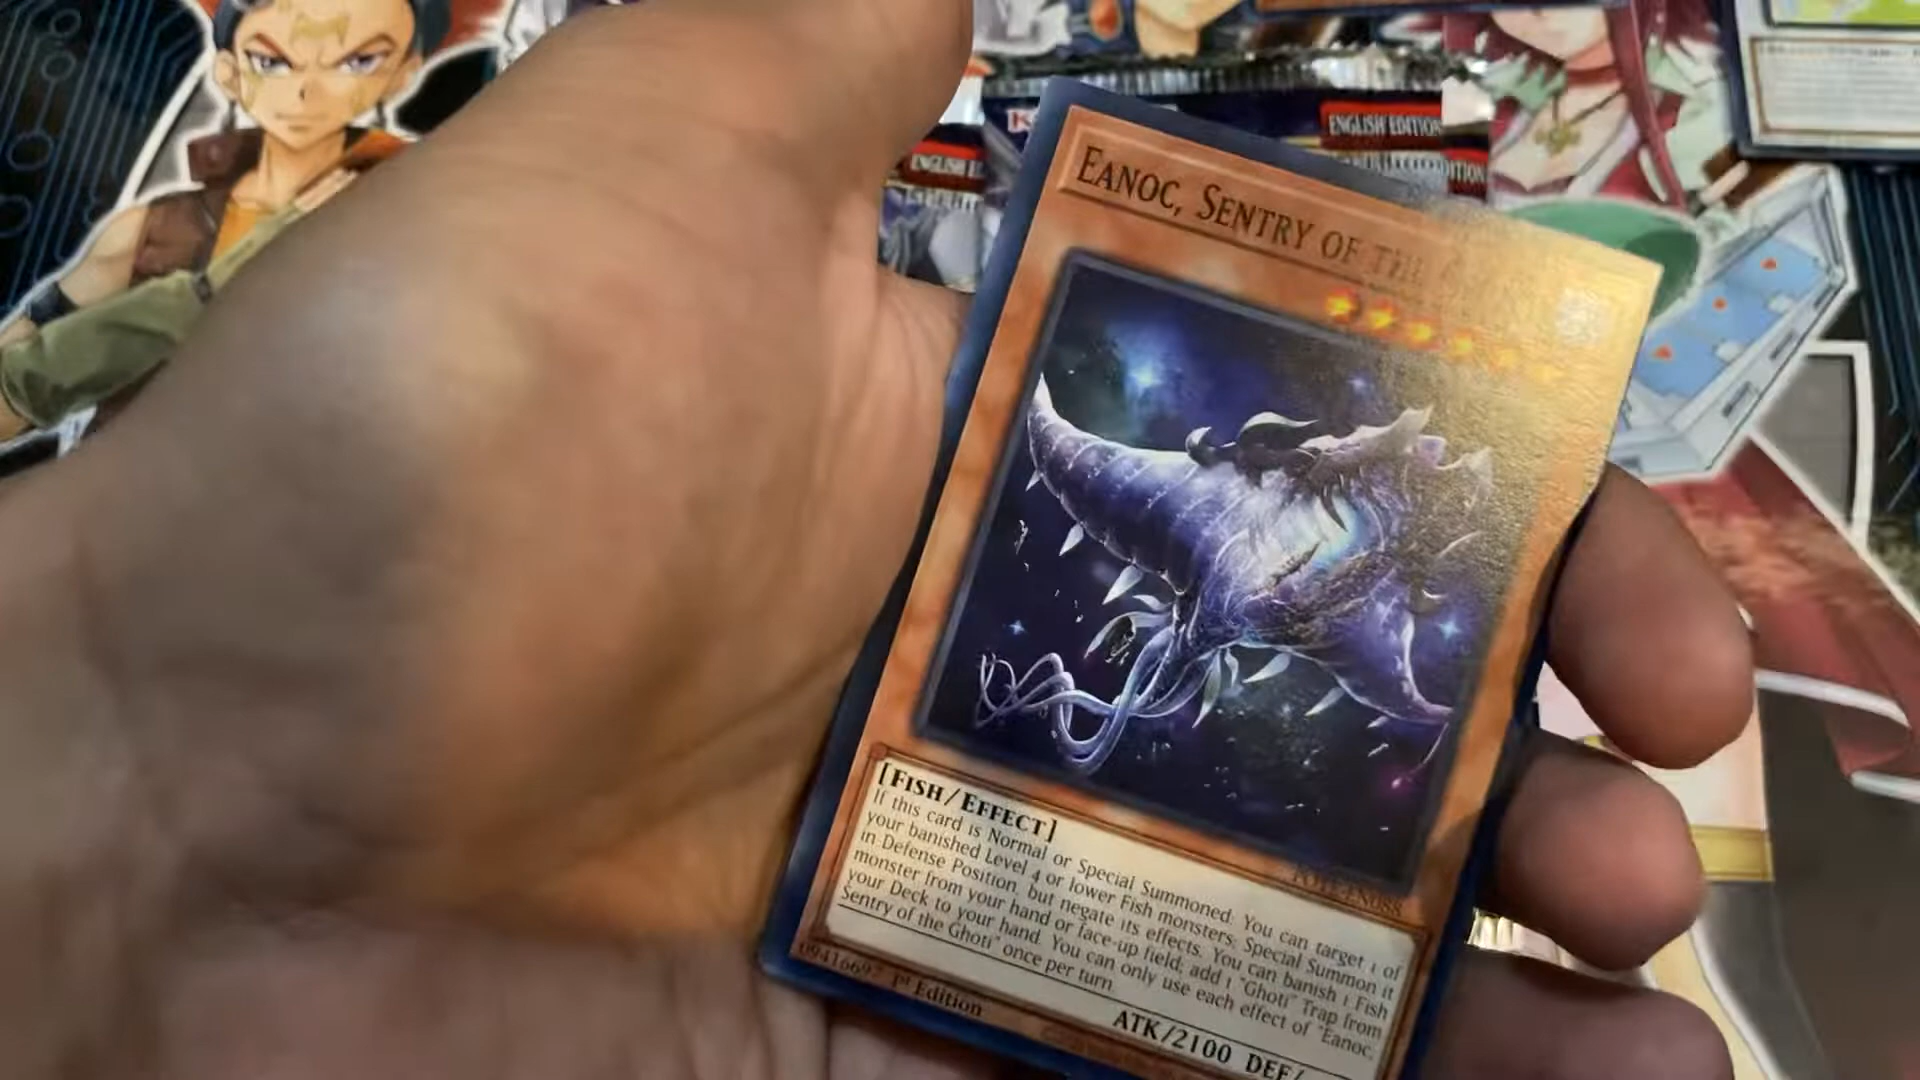 ENGLISH EDITION
EDITION
EANOC, SENTRY OF THE
POTE-EN088
[FISH/EFFECT]
If this card is Normal or Special Summoned: You can target 1 of
your banished Level 4 or lower Fish monsters; Special Summon it
in Defense Position, but negate its effects. You can banish 1 Fish
monster from your hand or face-up field; add 1 "Ghoti" Trap from
your Deck to your hand. You can only use each effect of "Eanoc,
Sentry of the Ghoti" once per turn.
ATK/2100 DEF/
1st Edition